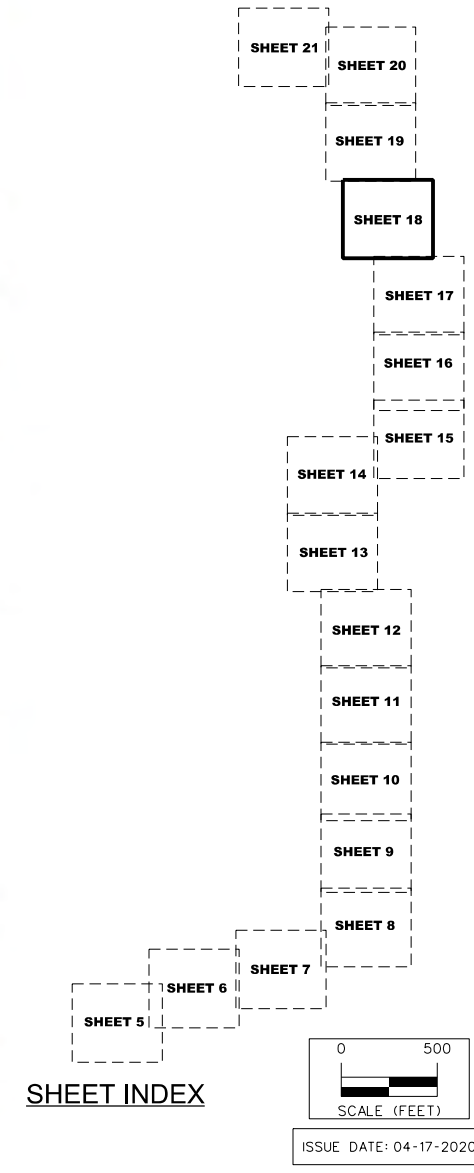 SHEET 21
SHEET 20
SHEET 19
SHEET 18
SHEET 17
SHEET 16
SHEET 15
SHEET 14
SHEET 13
SHEET 12
SHEET 11
SHEET 10
SHEET 9
SHEET 8
SHEET 7
SHEET 6
SHEET 5
SHEET INDEX
0 500
SCALE (FEET)
ISSUE DATE: 04-17-2020